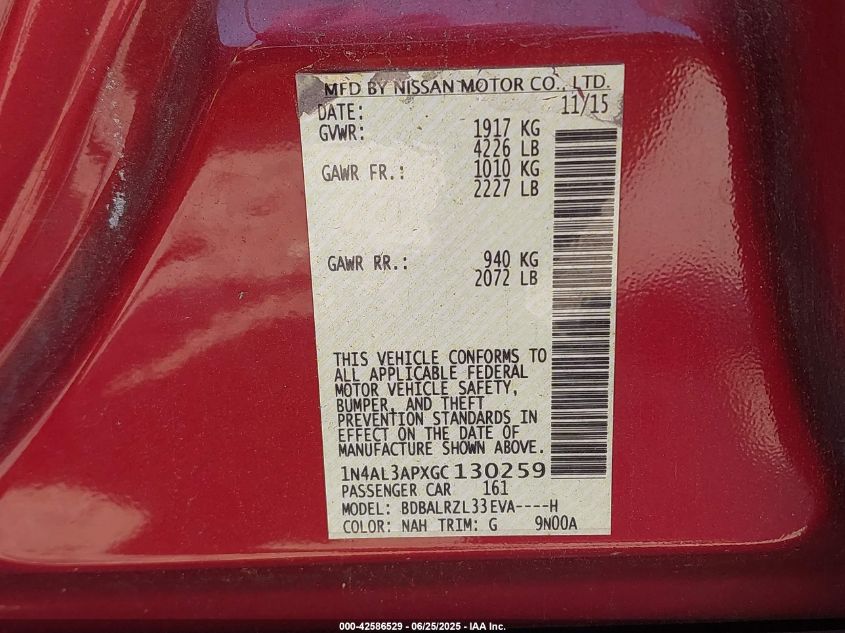 MFD BY NISSAN MOTOR CO., LTD.
DATE: 11/15
GVWR: 1917 KG
4226 LB
GAWR FR.: 1010 KG
2227 LB
GAWR RR.: 940 KG
2072 LB
THIS VEHICLE CONFORMS TO
ALL APPLICABLE FEDERAL
MOTOR VEHICLE SAFETY,
BUMPER, AND THEFT
PREVENTION STANDARDS IN
EFFECT ON THE DATE OF
MANUFACTURE SHOWN ABOVE.
1N4AL3APXGC130259
PASSENGER CAR 161
MODEL: BDBALRZL33EVA----H
COLOR: NAH TRIM: G 9N00A
000-42586529 - 06/25/2025 - IAA Inc.